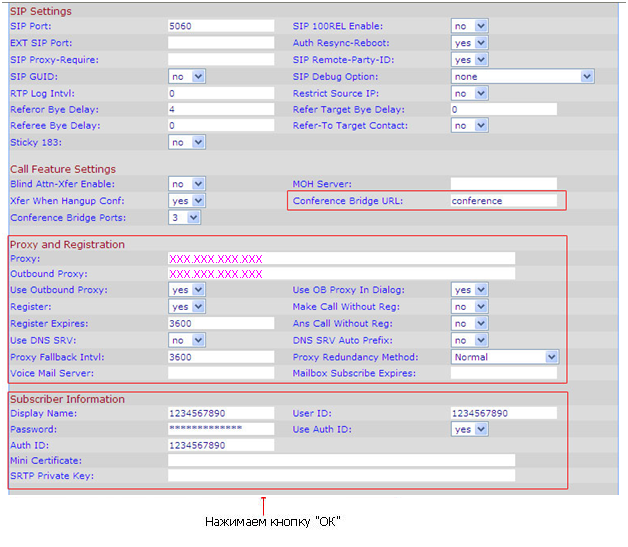 SIP Settings
SIP Port: 5060 SIP 100REL Enable: no
EXT SIP Port: Auth Resync-Reboot: yes
SIP Proxy-Require: SIP Remote-Party-ID: yes
SIP GUID: no SIP Debug Option: none
RTP Log Intvl: 0 Restrict Source IP: no
Referor Bye Delay: 4 Refer Target Bye Delay: 0
Referee Bye Delay: 0 Refer-To Target Contact: no
Sticky 183: no
Call Feature Settings
Blind Attn-Xfer Enable: no MOH Server:
Xfer When Hangup Conf: yes Conference Bridge URL: conference
Conference Bridge Ports: 3
Proxy and Registration
Proxy: XXX.XXX.XXX.XXX
Outbound Proxy: XXX.XXX.XXX.XXX
Use Outbound Proxy: yes Use OB Proxy In Dialog: yes
Register: yes Make Call Without Reg: no
Register Expires: 3600 Ans Call Without Reg: no
Use DNS SRV: no DNS SRV Auto Prefix: no
Proxy Fallback Intvl: 3600 Proxy Redundancy Method: Normal
Voice Mail Server: Mailbox Subscribe Expires:
Subscriber Information
Display Name: 1234567890 User ID: 1234567890
Password: ************* Use Auth ID: yes
Auth ID: 1234567890
Mini Certificate:
SRTP Private Key:
Нажимаем кнопку "ОК"